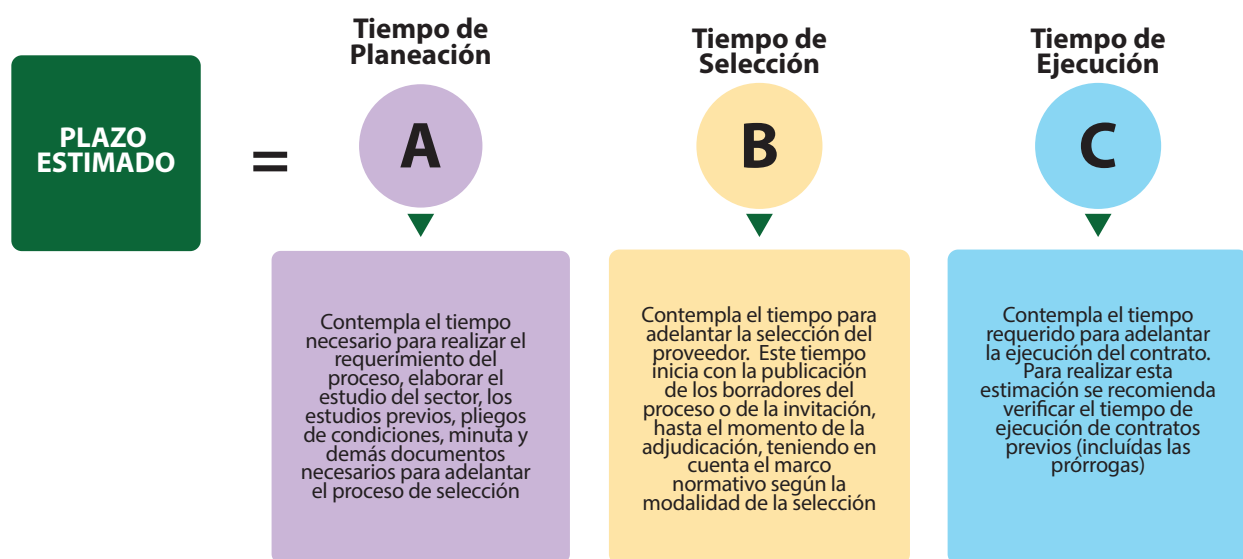 PLAZO
ESTIMADO
=
Tiempo de
Planeación
A
Contempla el tiempo
necesario para realizar el
requerimiento del
proceso, elaborar el
estudio del sector, los
estudios previos, pliegos
de condiciones, minuta y
demás documentos
necesarios para adelantar
el proceso de selección
Tiempo de
Selección
B
Contempla el tiempo para
adelantar la selección del
proveedor. Este tiempo
inicia con la publicación
de los borradores del
proceso o de la invitación,
hasta el momento de la
adjudicación, teniendo en
cuenta el marco
normativo según la
modalidad de la selección
Tiempo de
Ejecución
C
Contempla el tiempo
requerido para adelantar
la ejecución del contrato.
Para realizar esta
estimación se recomienda
verificar el tiempo de
ejecución de contratos
previos (incluídas las
prórrogas)